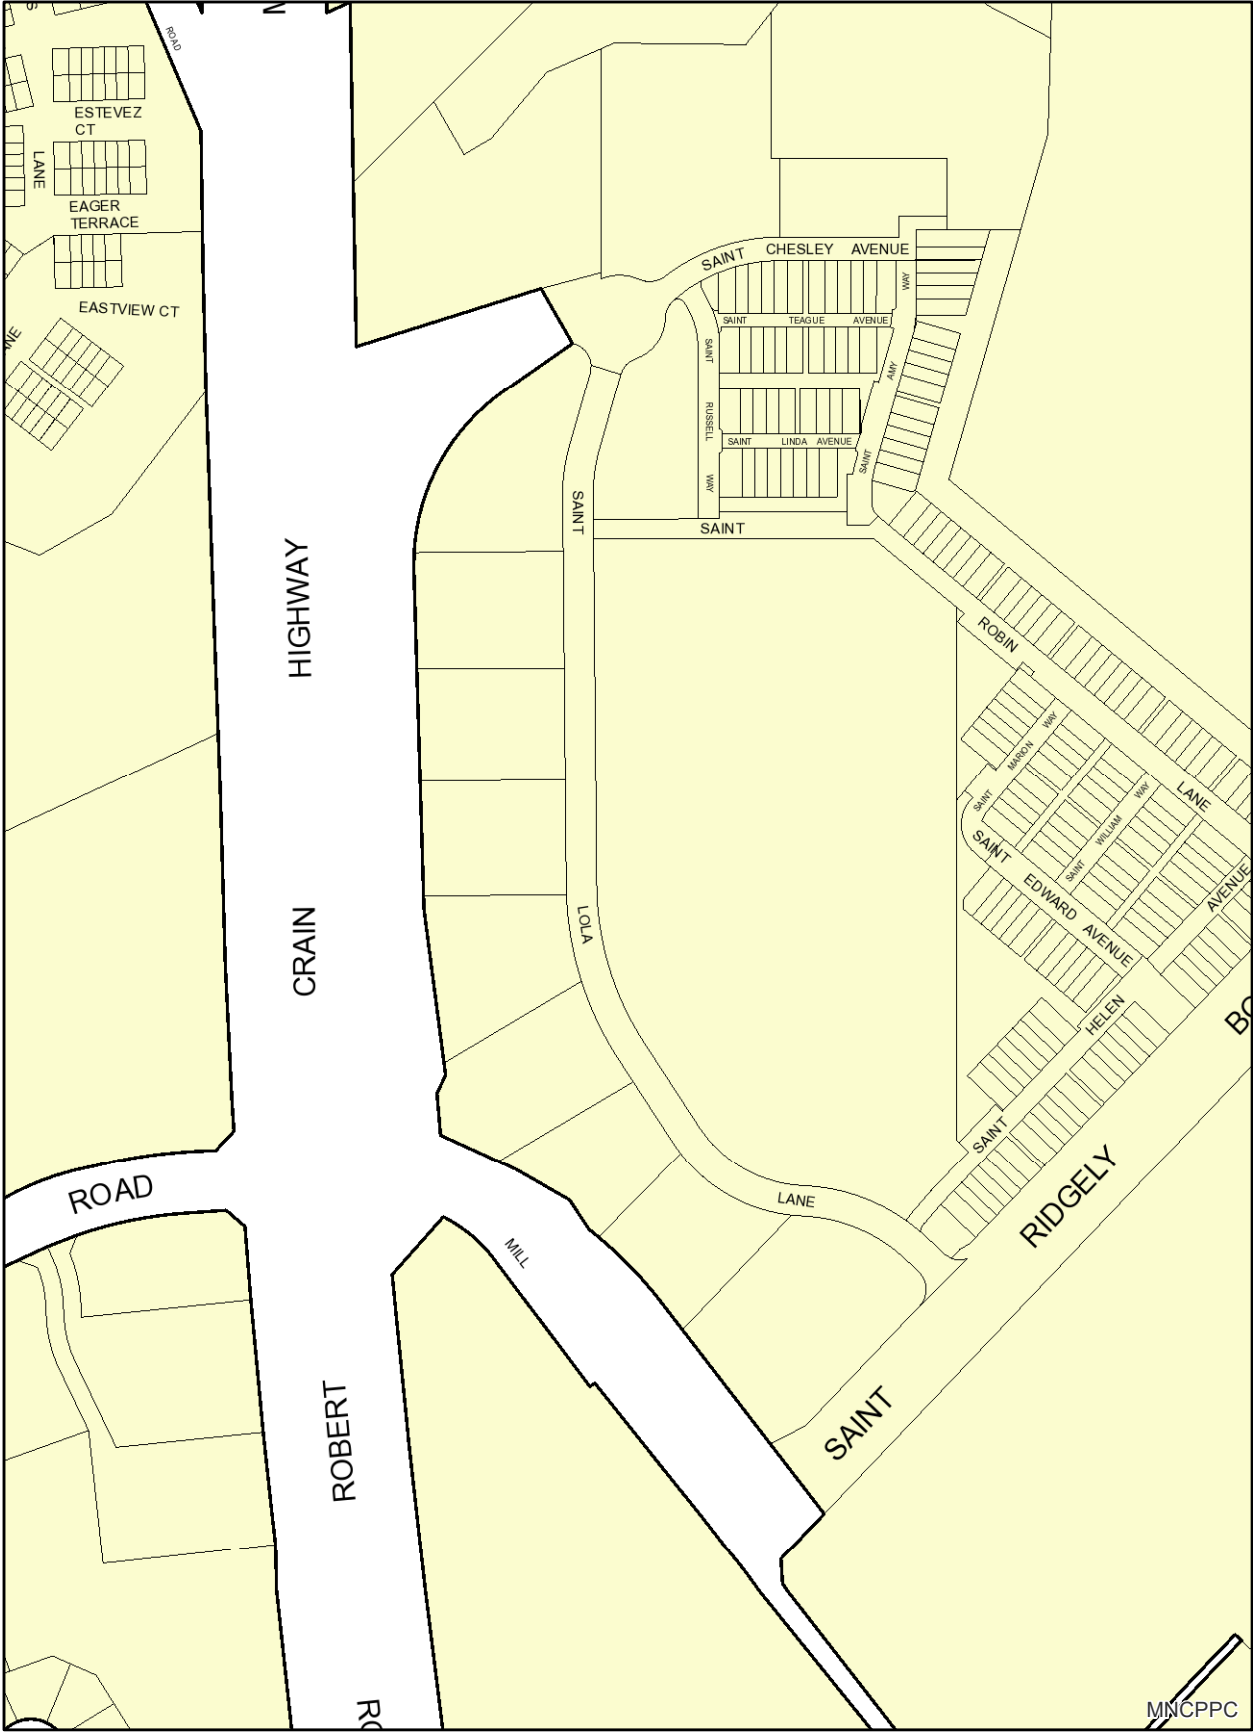 ROAD
ESTEVEZ
CT
LANE
EAGER
TERRACE
EASTVIEW CT
SAINT CHESLEY AVENUE
WAY
SAINT TEAGUE AVENUE
SAINT RUSSELL WAY
SAINT AMY
SAINT LINDA AVENUE
SAINT
SAINT
ROBIN
LANE
HIGHWAY
CRAIN
LOLA
SAINT MARION WAY
SAINT WILLIAM WAY
SAINT EDWARD AVENUE
AVENUE
HELEN
SAINT
ROAD
LANE
MILL
RIDGELY
SAINT
ROBERT
MNCPPC